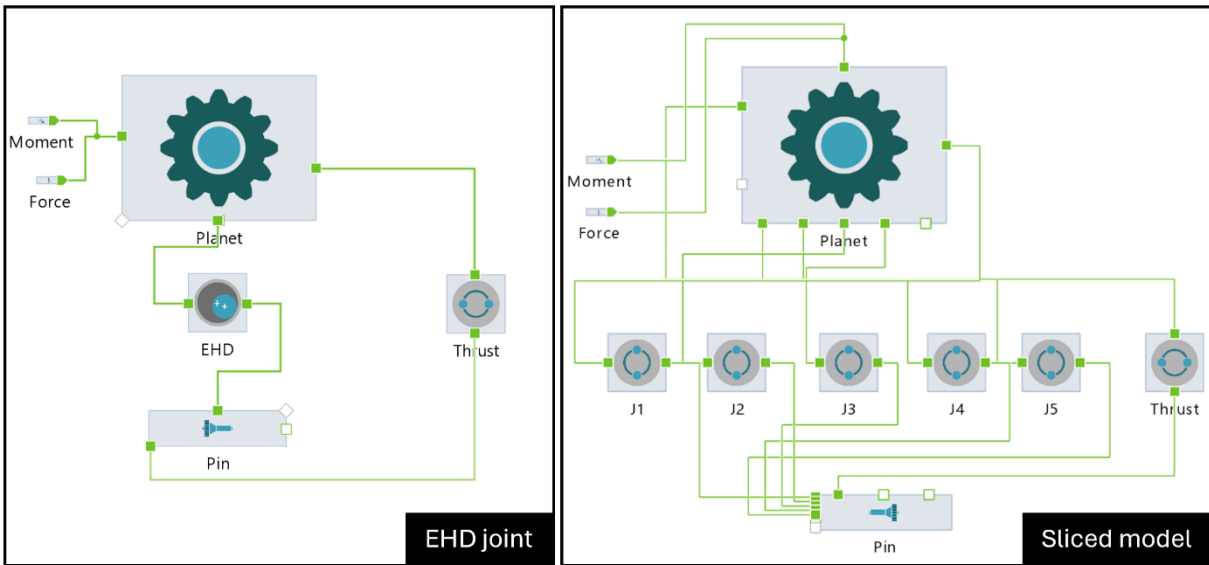 Moment
Force
Planet
EHD
Thrust
Pin
EHD joint
Moment
Force
Planet
J1
J2
J3
J4
J5
Thrust
Pin
Sliced model